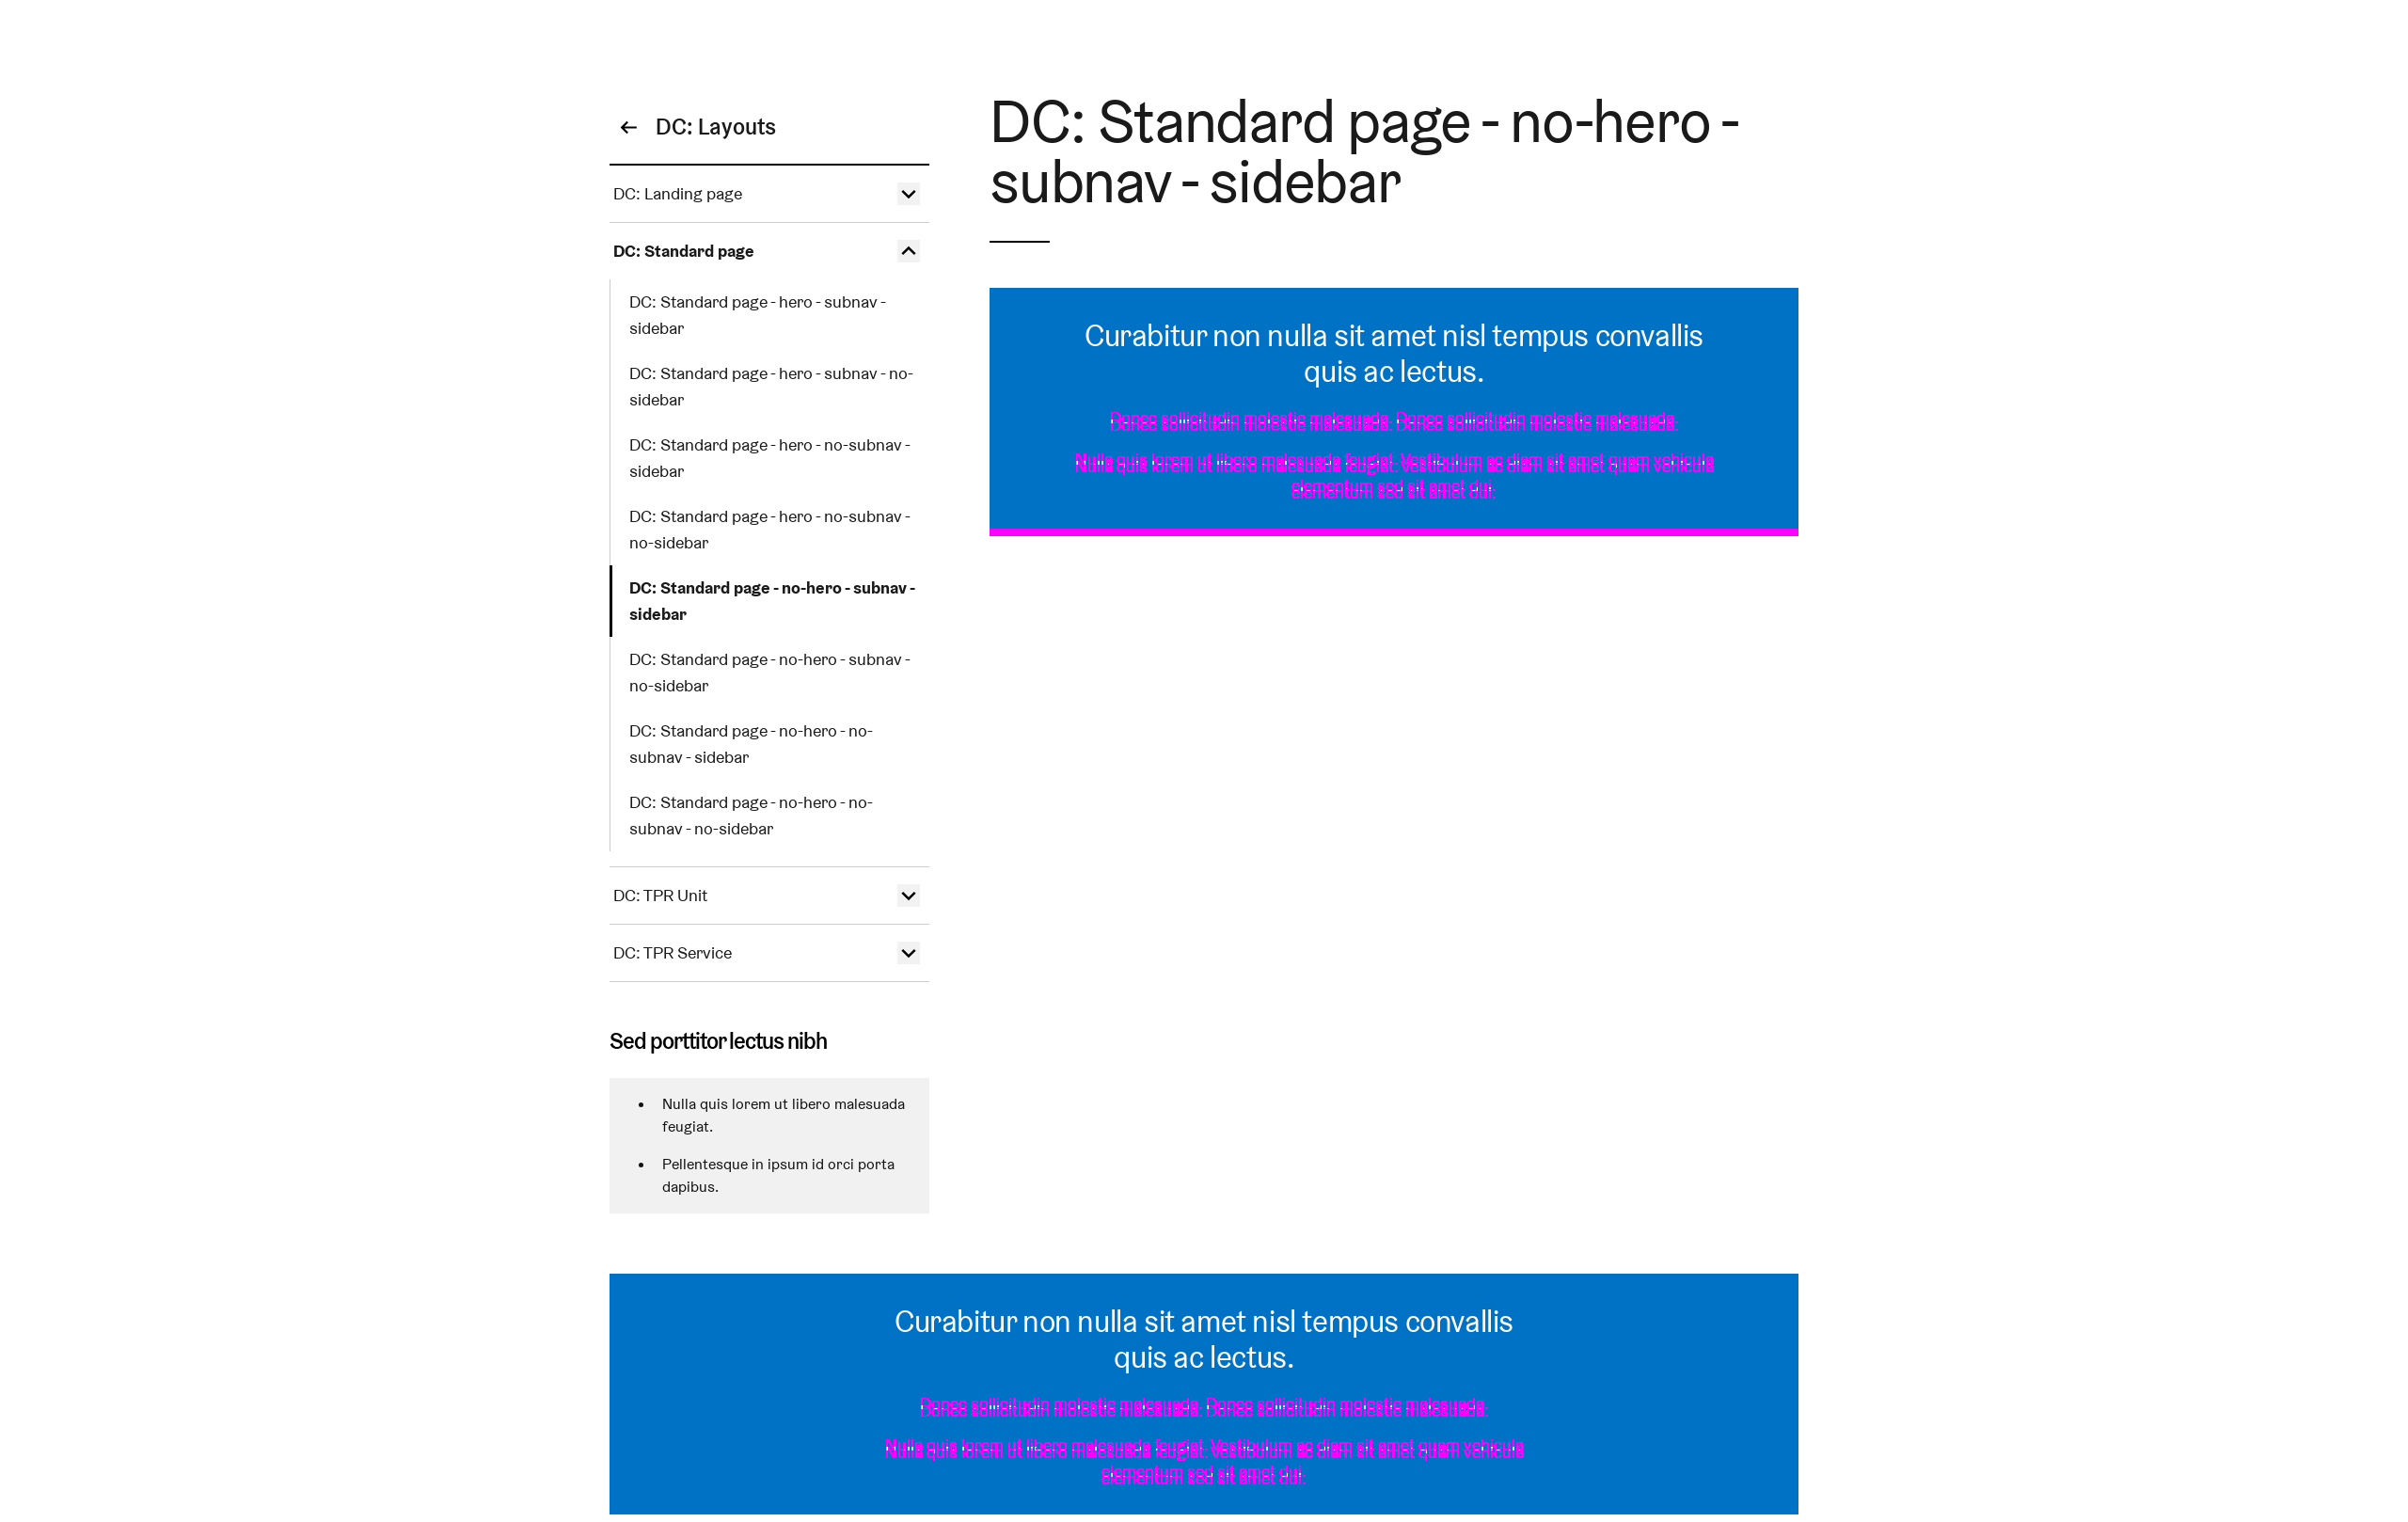 DC: Layouts
DC: Landing page
DC: Standard page
DC: Standard page - hero - subnav -
sidebar
DC: Standard page - hero - subnav - no-
sidebar
DC: Standard page - hero - no-subnav -
sidebar
DC: Standard page - hero - no-subnav -
no-sidebar
DC: Standard page - no-hero - subnav -
sidebar
DC: Standard page - no-hero - subnav -
no-sidebar
DC: Standard page - no-hero - no-
subnav - sidebar
DC: Standard page - no-hero - no-
subnav - no-sidebar
DC: TPR Unit
DC: TPR Service
Sed porttitor lectus nibh
• Nulla quis lorem ut libero malesuada
feugiat.
• Pellentesque in ipsum id orci porta
dapibus.
DC: Standard page - no-hero -
subnav - sidebar
Curabitur non nulla sit amet nisl tempus convallis
quis ac lectus.
Donec sollicitudin molestie malesuada. Donec sollicitudin molestie malesuada.
Nulla quis lorem ut libero malesuada feugiat. Vestibulum ac diam sit amet quam vehicula
elementum sed sit amet dui.
Curabitur non nulla sit amet nisl tempus convallis
quis ac lectus.
Donec sollicitudin molestie malesuada. Donec sollicitudin molestie malesuada.
Nulla quis lorem ut libero malesuada feugiat. Vestibulum ac diam sit amet quam vehicula
elementum sed sit amet dui.